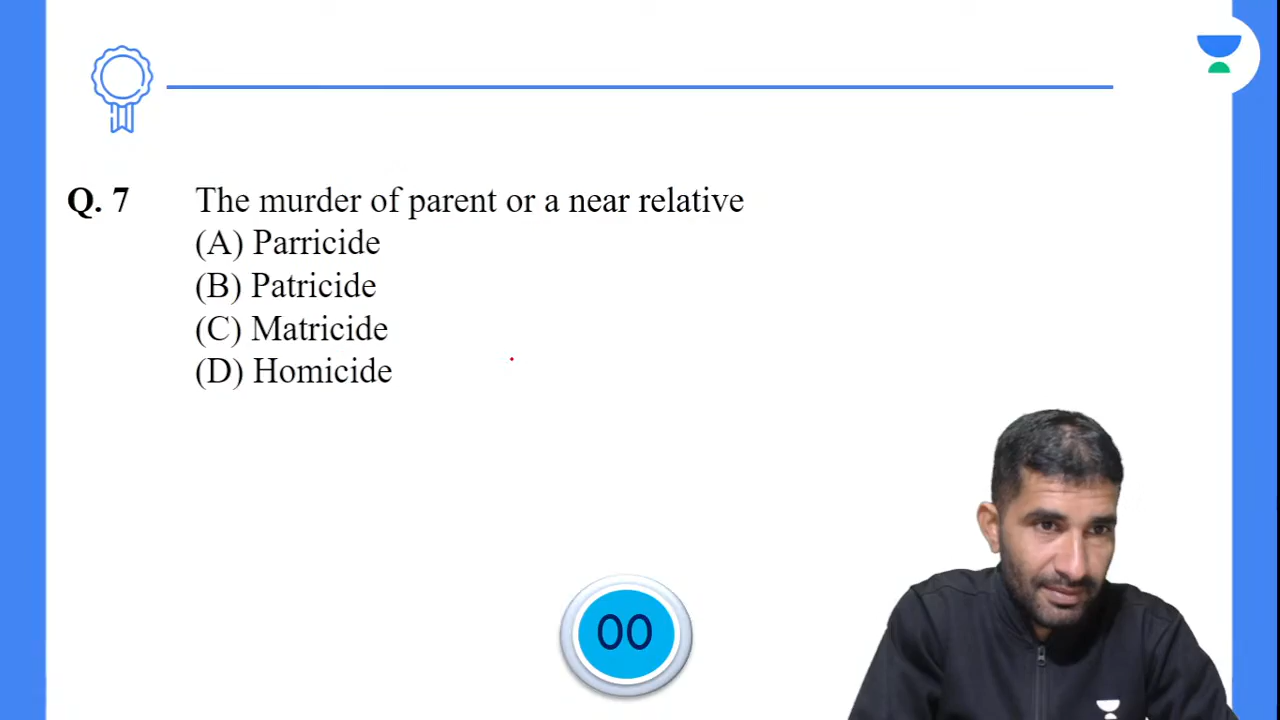 Q. 7 The murder of parent or a near relative
(A) Parricide
(B) Patricide
(C) Matricide
(D) Homicide
00